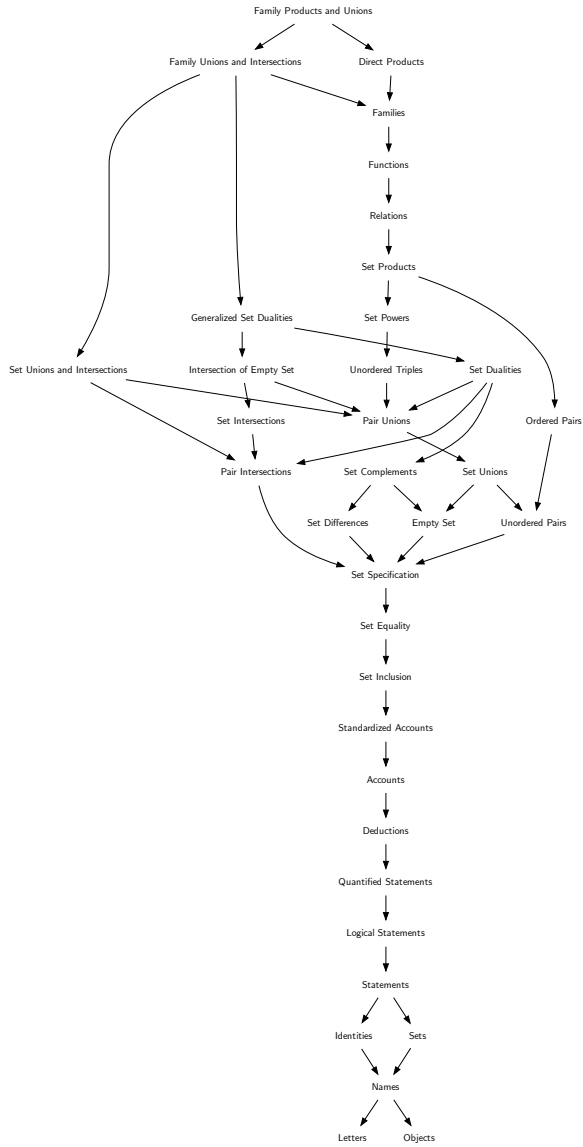 Family Products and Unions
Family Unions and Intersections
Direct Products
Families
Functions
Relations
Set Products
Generalized Set Dualities
Set Powers
Set Unions and Intersections
Intersection of Empty Set
Unordered Triples
Set Dualities
Set Intersections
Pair Unions
Ordered Pairs
Pair Intersections
Set Complements
Set Unions
Set Differences
Empty Set
Unordered Pairs
Set Specification
Set Equality
Set Inclusion
Standardized Accounts
Accounts
Deductions
Quantified Statements
Logical Statements
Statements
Identities
Sets
Names
Letters
Objects